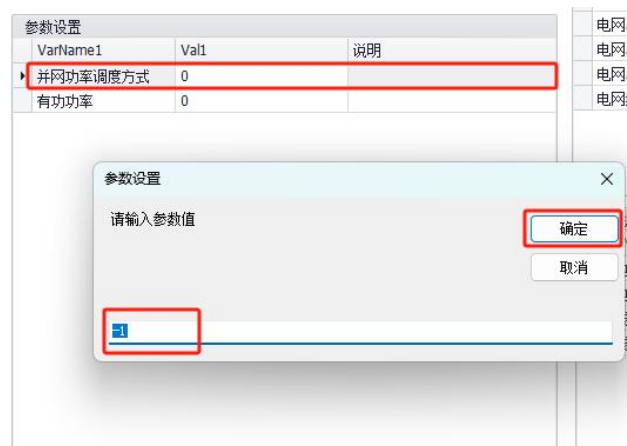 参数设置
VarName1 Val1 说明
并网功率调度方式 0
有功功率 0
电网
电网
电网
参数设置
请输入参数值
确定
取消
-1